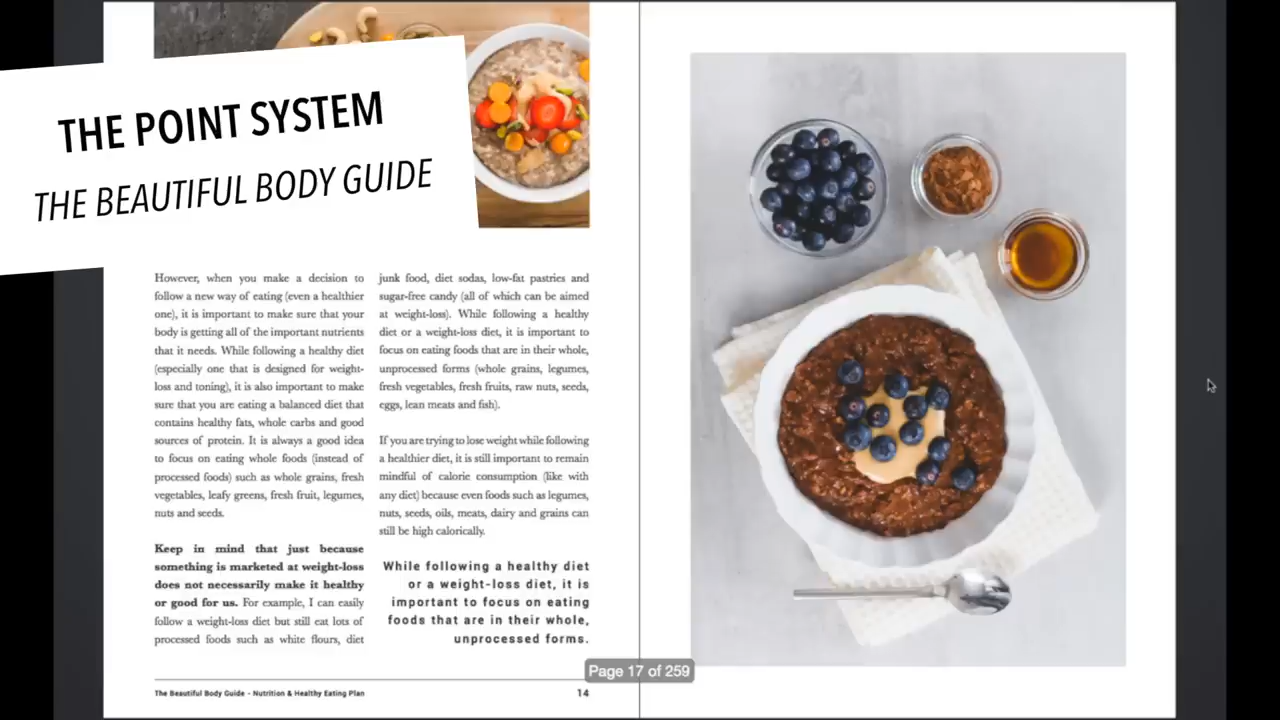 THE POINT SYSTEM
THE BEAUTIFUL BODY GUIDE
However, when you make a decision to
follow a new way of eating (even a healthier
one), it is important to make sure that your
body is getting all of the important nutrients
that it needs. While following a healthy diet
(especially one that is designed for weight-
loss and toning), it is also important to make
sure that you are eating a balanced diet that
contains healthy fats, whole carbs and good
sources of protein. It is always a good idea
to focus on eating whole foods (instead of
processed foods) such as whole grains, fresh
vegetables, leafy greens, fresh fruit, legumes,
nuts and seeds.
Keep in mind that just because
something is marketed at weight-loss
does not necessarily make it healthy
or good for us. For example, I can easily
follow a weight-loss diet but still eat lots of
processed foods such as white flours, diet
junk food, diet sodas, low-fat pastries and
sugar-free candy (all of which can be aimed
at weight-loss). While following a healthy
diet or a weight-loss diet, it is important to
focus on eating foods that are in their whole,
unprocessed forms (whole grains, legumes,
fresh vegetables, fresh fruits, raw nuts, seeds,
eggs, lean meats and fish).
If you are trying to lose weight while following
a healthier diet, it is still important to remain
mindful of calorie consumption (like with
any diet) because even foods such as legumes,
nuts, seeds, oils, meats, dairy and grains can
still be high calorically.
While following a healthy diet
or a weight-loss diet, it is
important to focus on eating
foods that are in their whole,
unprocessed forms.
Page 17 of 259
The Beautiful Body Guide - Nutrition & Healthy Eating Plan
14